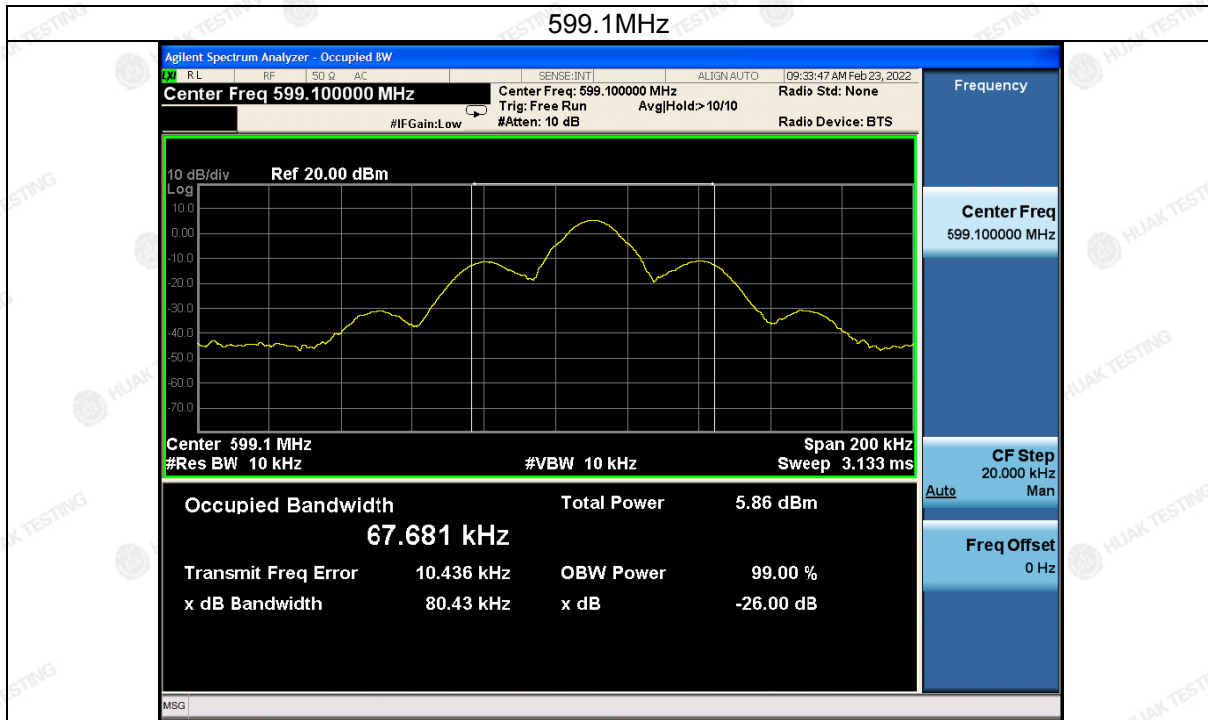 599.1MHz
Agilent Spectrum Analyzer - Occupied BW
LXI RL RF 50 Ω AC SENSE:INT ALIGN AUTO 09:33:47 AM Feb 23, 2022
Center Freq 599.100000 MHz Center Freq: 599.100000 MHz Radio Std: None
Trig: Free Run Avg|Hold:> 10/10
#IFGain:Low #Atten: 10 dB Radio Device: BTS
10 dB/div Ref 20.00 dBm
Log
10.0
0.00
-10.0
-20.0
-30.0
-40.0
-50.0
-60.0
-70.0
Center 599.1 MHz Span 200 kHz
#Res BW 10 kHz #VBW 10 kHz Sweep 3.133 ms
Occupied Bandwidth Total Power 5.86 dBm
67.681 kHz
Transmit Freq Error 10.436 kHz OBW Power 99.00 %
x dB Bandwidth 80.43 kHz x dB -26.00 dB
MSG
Frequency
Center Freq
599.100000 MHz
CF Step
20.000 kHz
Auto Man
Freq Offset
0 Hz
HUAK TESTING